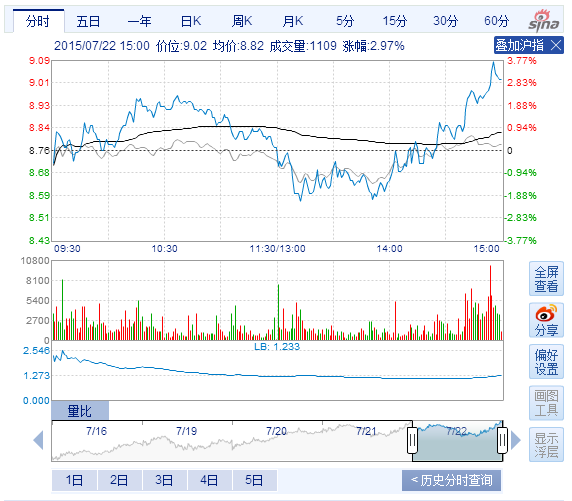 分时 五日 一年 日K 周K 月K 5分 15分 30分 60分 sina
2015/07/22 15:00 价位:9.02 均价:8.82 成交量:1109 涨幅:2.97% 叠加沪指
9.09 3.77%
9.01 2.83%
8.93 1.88%
8.84 0.94%
8.76 0
8.68 -0.94%
8.59 -1.88%
8.51 -2.83%
8.43 -3.77%
09:30 10:30 11:30/13:00 14:00 15:00
10800
8100
5400
2700
0
LB: 1.233
2.546
1.273
0.000
全屏
查看
分享
偏好
设置
画图
工具
显示
浮层
量比
7/16 7/19 7/20 7/21 7/22
1日 2日 3日 4日 5日 <历史分时查询